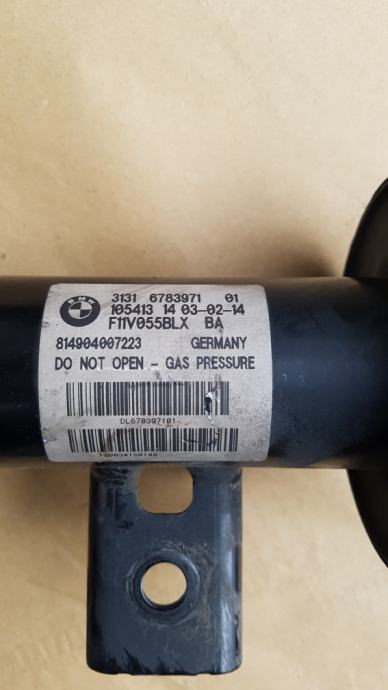 BMW
3131 6783971 01
105413 14 03-02-14
F11V055BLX BA
814904007223 GERMANY
DO NOT OPEN - GAS PRESSURE
DL678397101